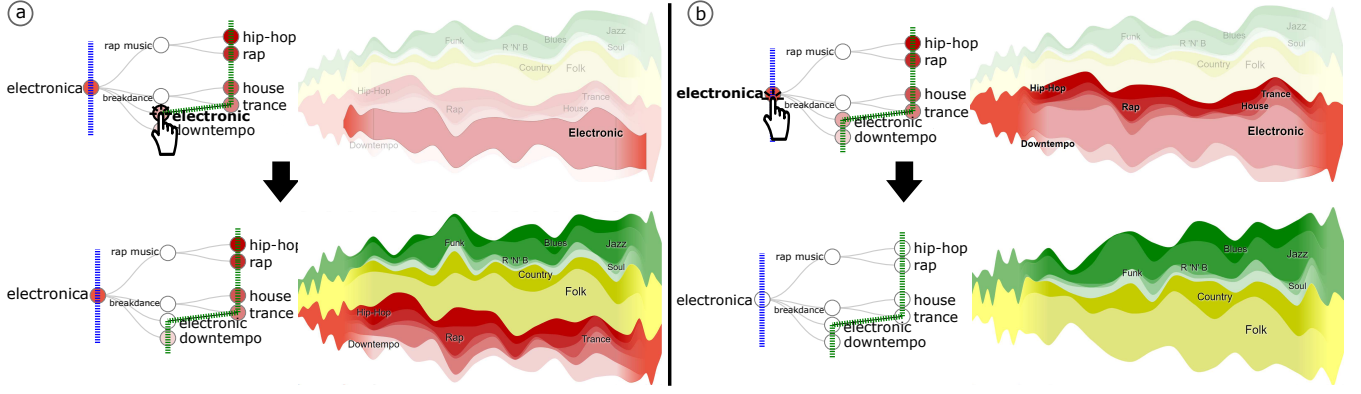 a
rap music
hip-hop
rap
electronica
breakdance
house
trance
electronic
downtempo
Funk
R 'N' B
Blues
Jazz
Soul
Country
Folk
Hip-Hop
Rap
Trance
House
Electronic
Downtempo
rap music
hip-hop
rap
electronica
breakdance
house
trance
electronic
downtempo
Funk
R 'N' B
Blues
Jazz
Soul
Country
Folk
Hip-Hop
Rap
Trance
Downtempo
b
rap music
hip-hop
rap
electronica
breakdance
house
trance
electronic
downtempo
Funk
R 'N' B
Blues
Jazz
Soul
Country
Folk
Hip-Hop
Rap
Trance
House
Electronic
Downtempo
rap music
hip-hop
rap
electronica
breakdance
house
trance
electronic
downtempo
Funk
R 'N' B
Blues
Jazz
Soul
Country
Folk